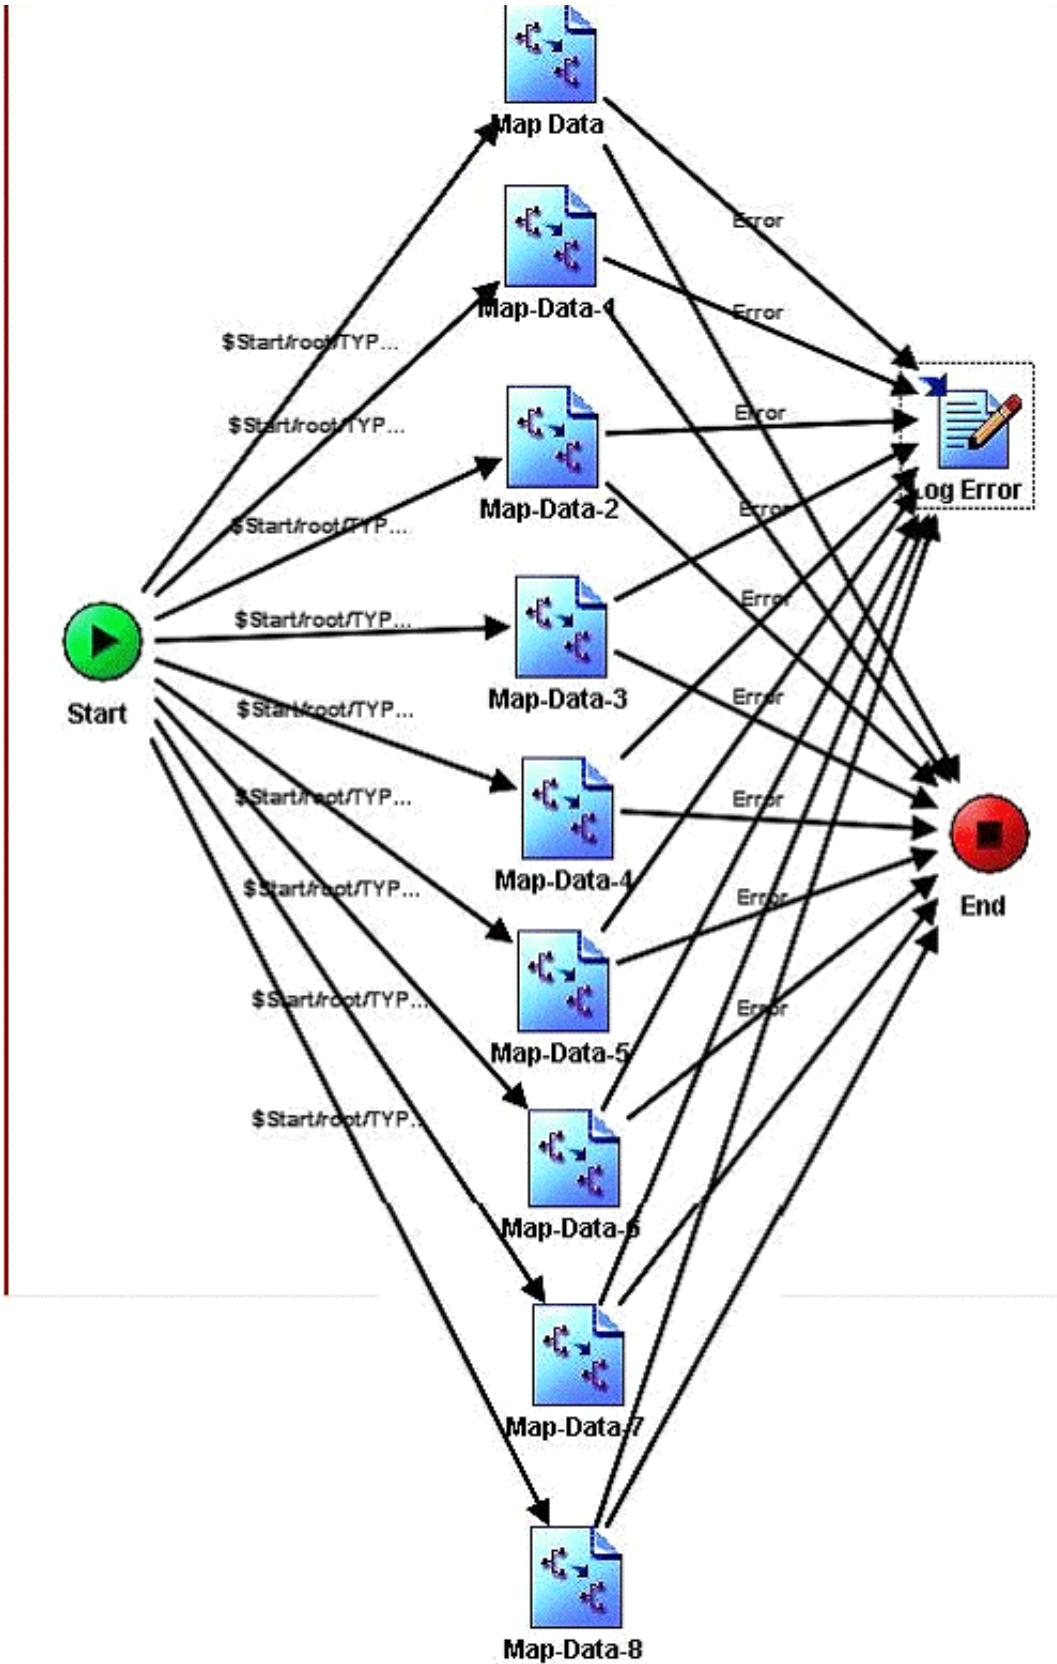 Map Data
Error
Map-Data-1
Error
$Start/root/TYP...
Error
$Start/root/TYP...
Log Error
Map-Data-2
Error
$Start/root/TYP...
Error
$Start/root/TYP...
Map-Data-3
Error
Start
$Start/root/TYP...
$Start/root/TYP...
Error
Map-Data-4
$Start/root/TYP...
Error
End
$Start/root/TYP...
Error
Map-Data-5
$Start/root/TYP...
Map-Data-6
Map-Data-7
Map-Data-8